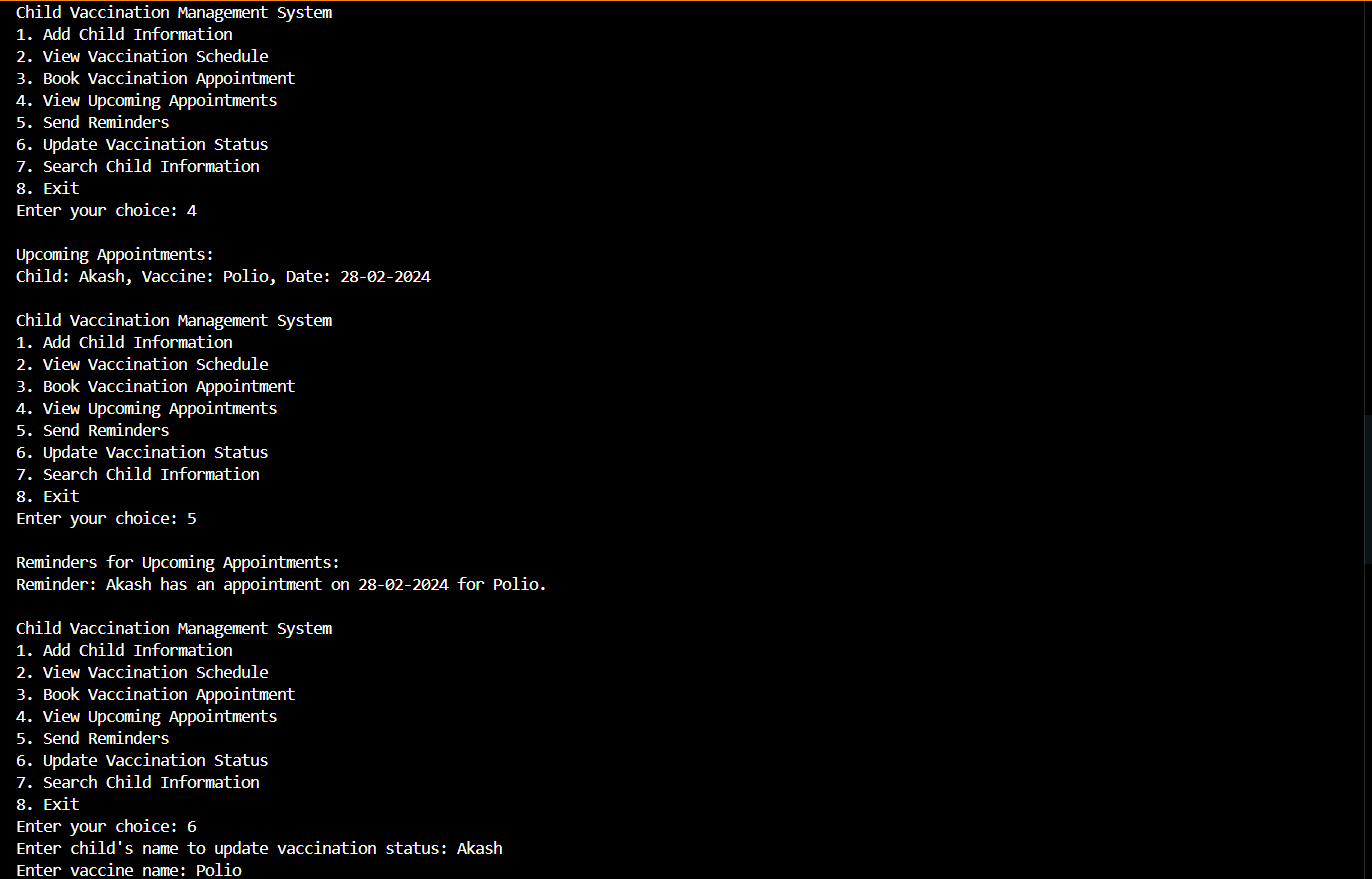 Child Vaccination Management System
1. Add Child Information
2. View Vaccination Schedule
3. Book Vaccination Appointment
4. View Upcoming Appointments
5. Send Reminders
6. Update Vaccination Status
7. Search Child Information
8. Exit
Enter your choice: 4
Upcoming Appointments:
Child: Akash, Vaccine: Polio, Date: 28-02-2024
Child Vaccination Management System
1. Add Child Information
2. View Vaccination Schedule
3. Book Vaccination Appointment
4. View Upcoming Appointments
5. Send Reminders
6. Update Vaccination Status
7. Search Child Information
8. Exit
Enter your choice: 5
Reminders for Upcoming Appointments:
Reminder: Akash has an appointment on 28-02-2024 for Polio.
Child Vaccination Management System
1. Add Child Information
2. View Vaccination Schedule
3. Book Vaccination Appointment
4. View Upcoming Appointments
5. Send Reminders
6. Update Vaccination Status
7. Search Child Information
8. Exit
Enter your choice: 6
Enter child's name to update vaccination status: Akash
Enter vaccine name: Polio